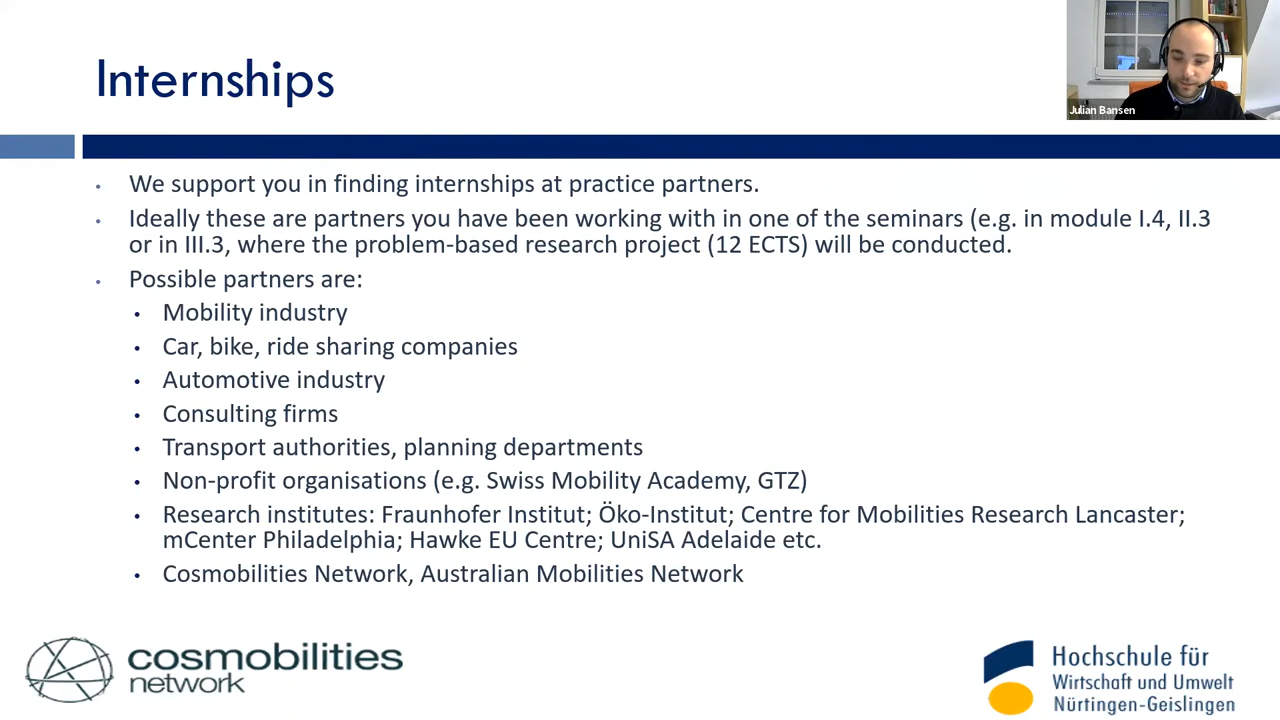 Internships
Julian Bansen
• We support you in finding internships at practice partners.
• Ideally these are partners you have been working with in one of the seminars (e.g. in module I.4, II.3
or in III.3, where the problem-based research project (12 ECTS) will be conducted.
• Possible partners are:
• Mobility industry
• Car, bike, ride sharing companies
• Automotive industry
• Consulting firms
• Transport authorities, planning departments
• Non-profit organisations (e.g. Swiss Mobility Academy, GTZ)
• Research institutes: Fraunhofer Institut; Öko-Institut; Centre for Mobilities Research Lancaster;
mCenter Philadelphia; Hawke EU Centre; UniSA Adelaide etc.
• Cosmobilities Network, Australian Mobilities Network
cosmobilities
network
Hochschule für
Wirtschaft und Umwelt
Nürtingen-Geislingen